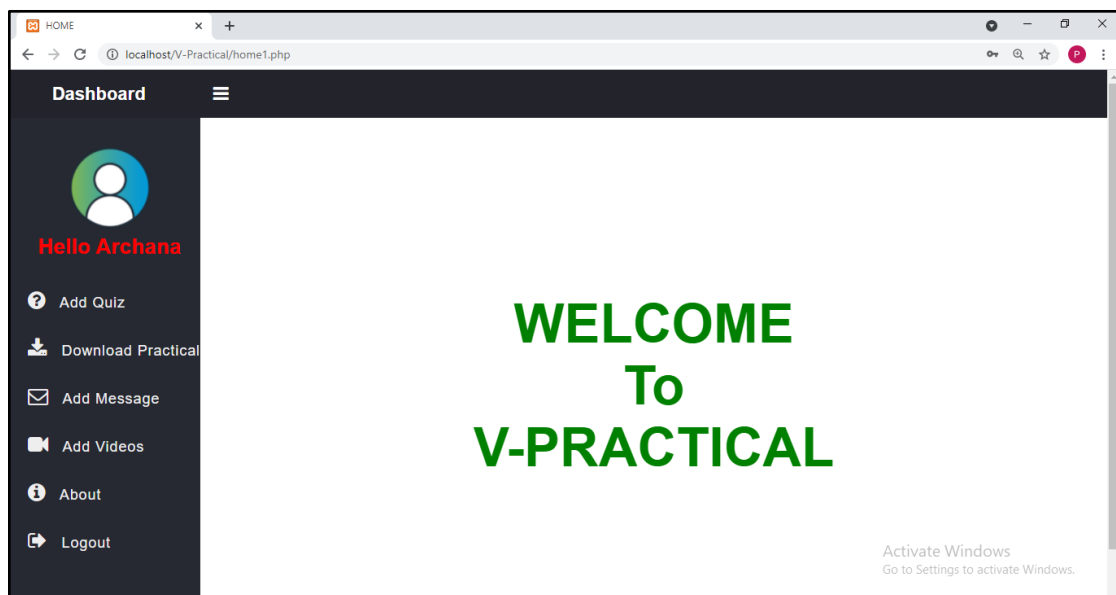 HOME
localhost/V-Practical/home1.php
P
Dashboard
Hello Archana
Add Quiz
Download Practical
Add Message
Add Videos
About
Logout
WELCOME
To
V-PRACTICAL
Activate Windows
Go to Settings to activate Windows.